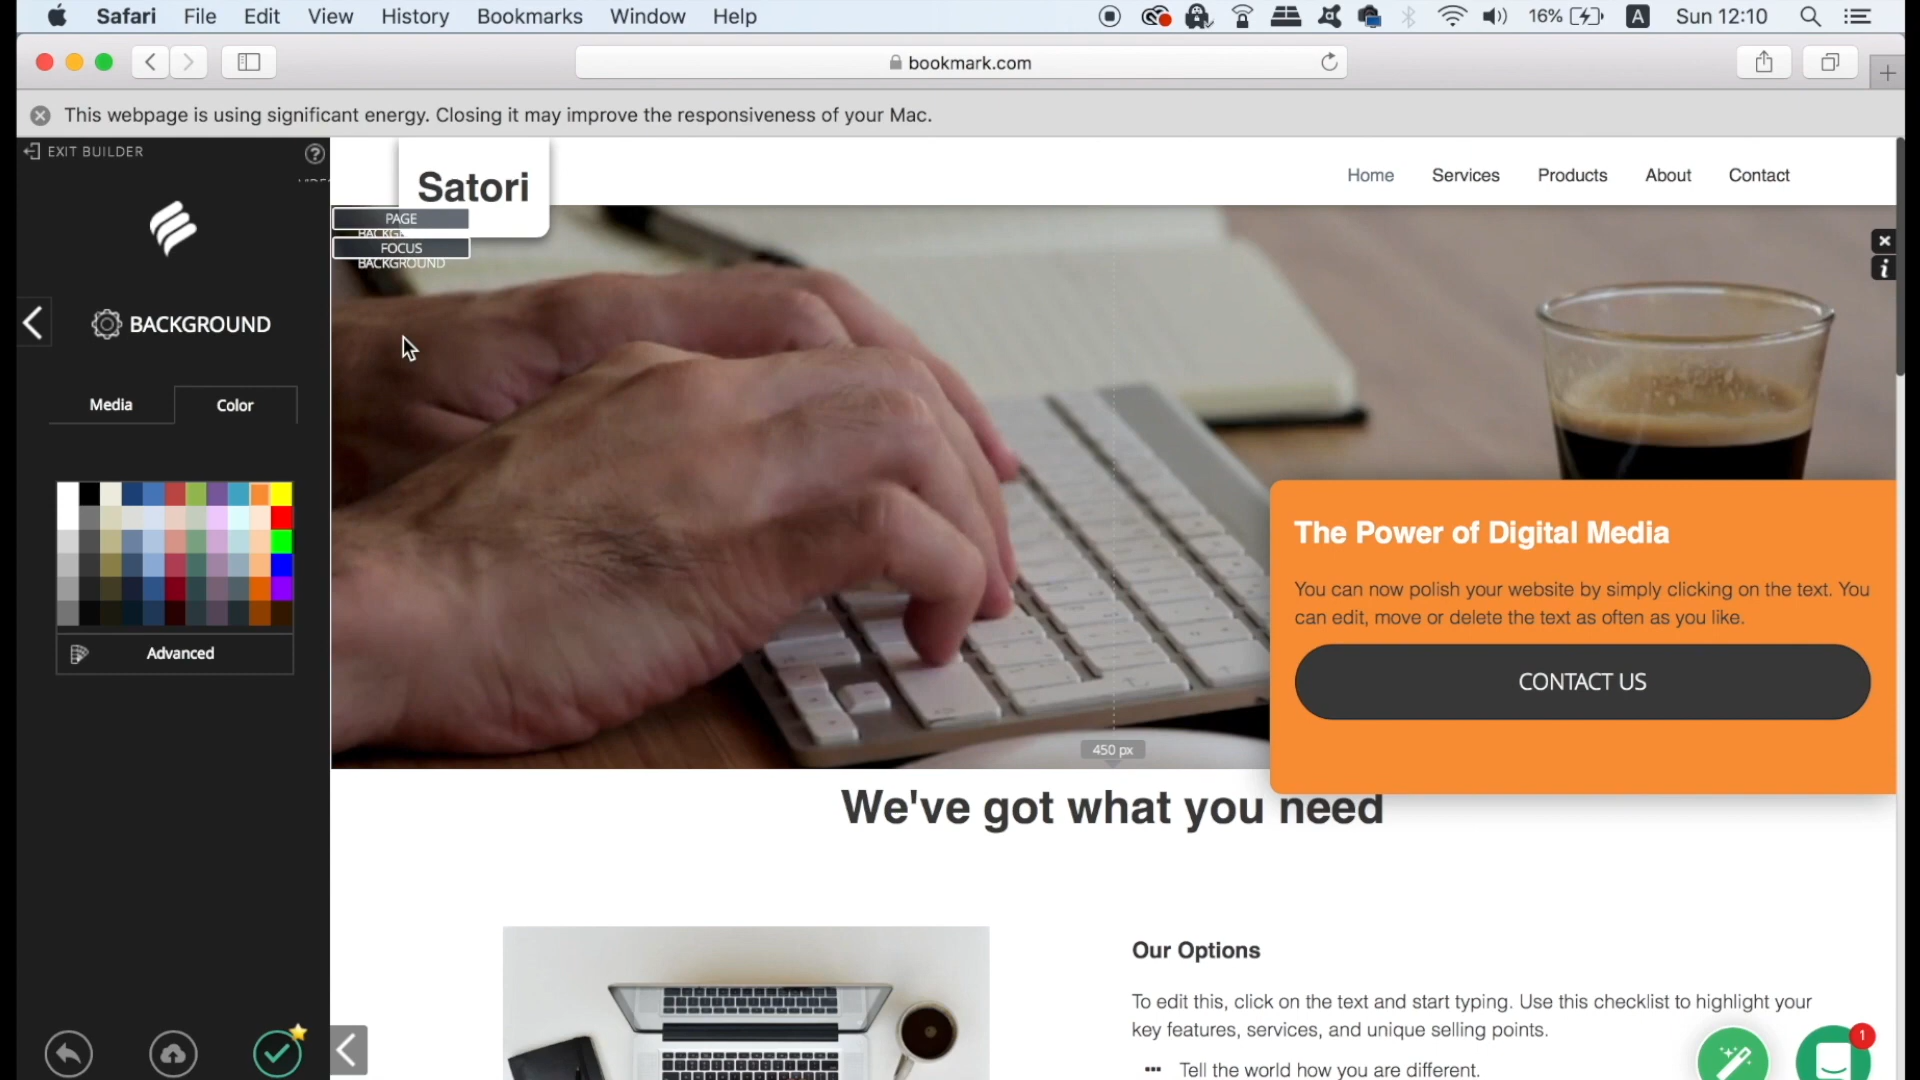 Safari File Edit View History Bookmarks Window Help 16% A Sun 12:10
bookmark.com
This webpage is using significant energy. Closing it may improve the responsiveness of your Mac.
EXIT BUILDER
Satori
Home Services Products About Contact
PAGE
FOCUS
BACKGROUND
BACKGROUND
Media Color
Advanced
The Power of Digital Media
You can now polish your website by simply clicking on the text. You
can edit, move or delete the text as often as you like.
CONTACT US
450 px
We've got what you need
Our Options
To edit this, click on the text and start typing. Use this checklist to highlight your
key features, services, and unique selling points.
Tell the world how you are different.
1